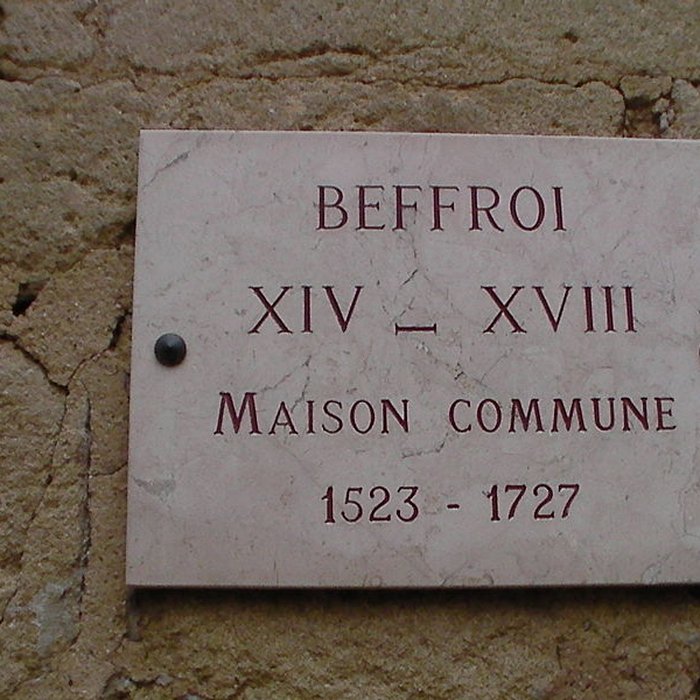 BEFFROI
XIV _ XVIII
MAISON COMMUNE
1523 - 1727